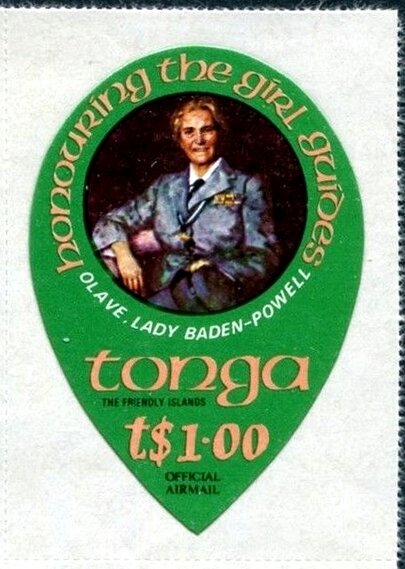 honouring the girl guides
OLAVE, LADY BADEN-POWELL
tonga
THE FRIENDLY ISLANDS
T$1·00
OFFICIAL
AIRMAIL